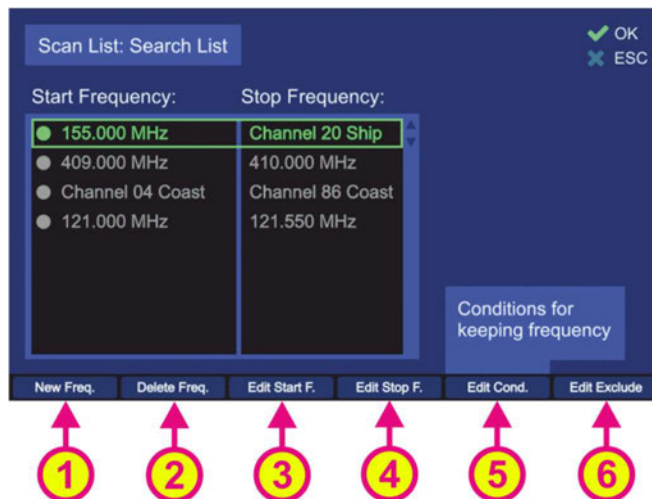 Scan List: Search List
OK
ESC
Start Frequency: Stop Frequency:
155.000 MHz Channel 20 Ship
409.000 MHz 410.000 MHz
Channel 04 Coast Channel 86 Coast
121.000 MHz 121.550 MHz
Conditions for
keeping frequency
New Freq. Delete Freq. Edit Start F. Edit Stop F. Edit Cond. Edit Exclude
1 2 3 4 5 6